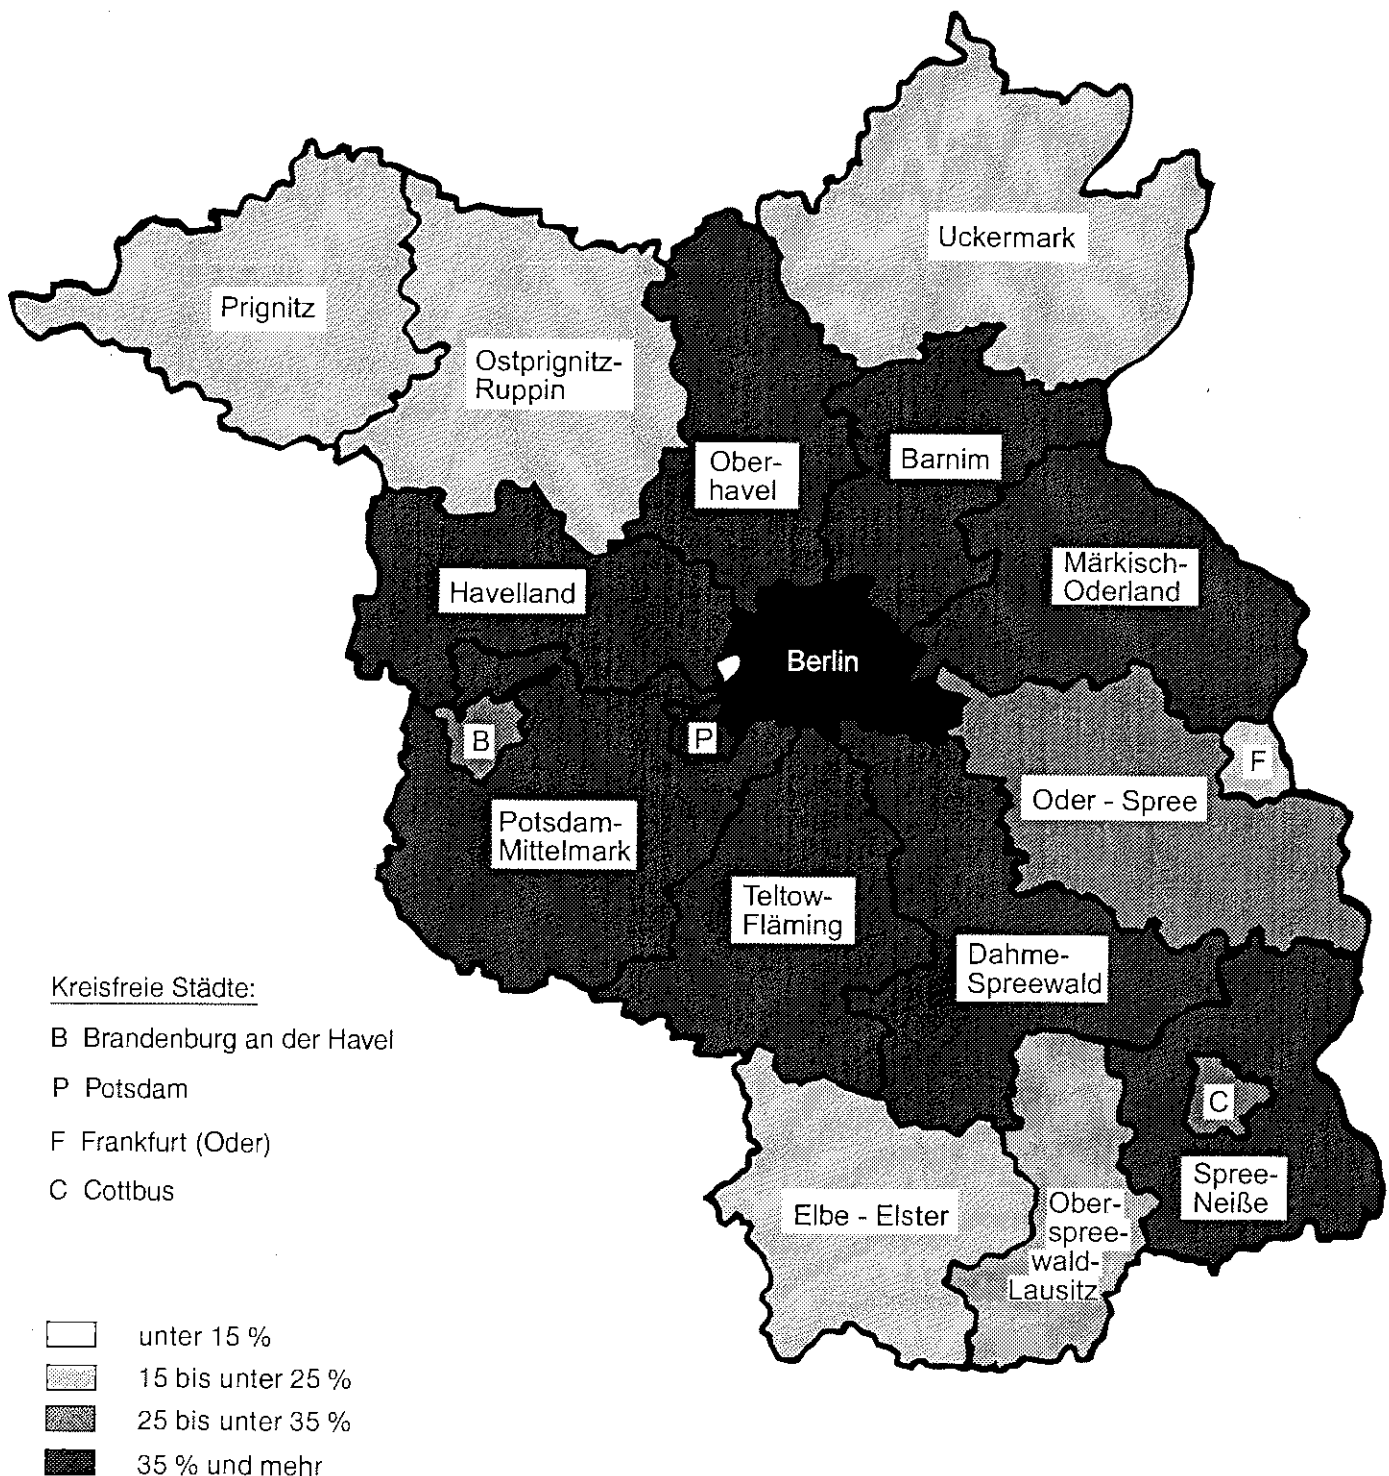 Uckermark
Prignitz
Ostprignitz-
Ruppin
Ober-
havel
Barnim
Märkisch-
Oderland
Havelland
Berlin
B
P
F
Oder - Spree
Potsdam-
Mittelmark
Teltow-
Fläming
Dahme-
Spreewald
C
Spree-
Neiße
Elbe - Elster
Ober-
spree-
wald-
Lausitz
Kreisfreie Städte:
B Brandenburg an der Havel
P Potsdam
F Frankfurt (Oder)
C Cottbus
unter 15 %
15 bis unter 25 %
25 bis unter 35 %
35 % und mehr